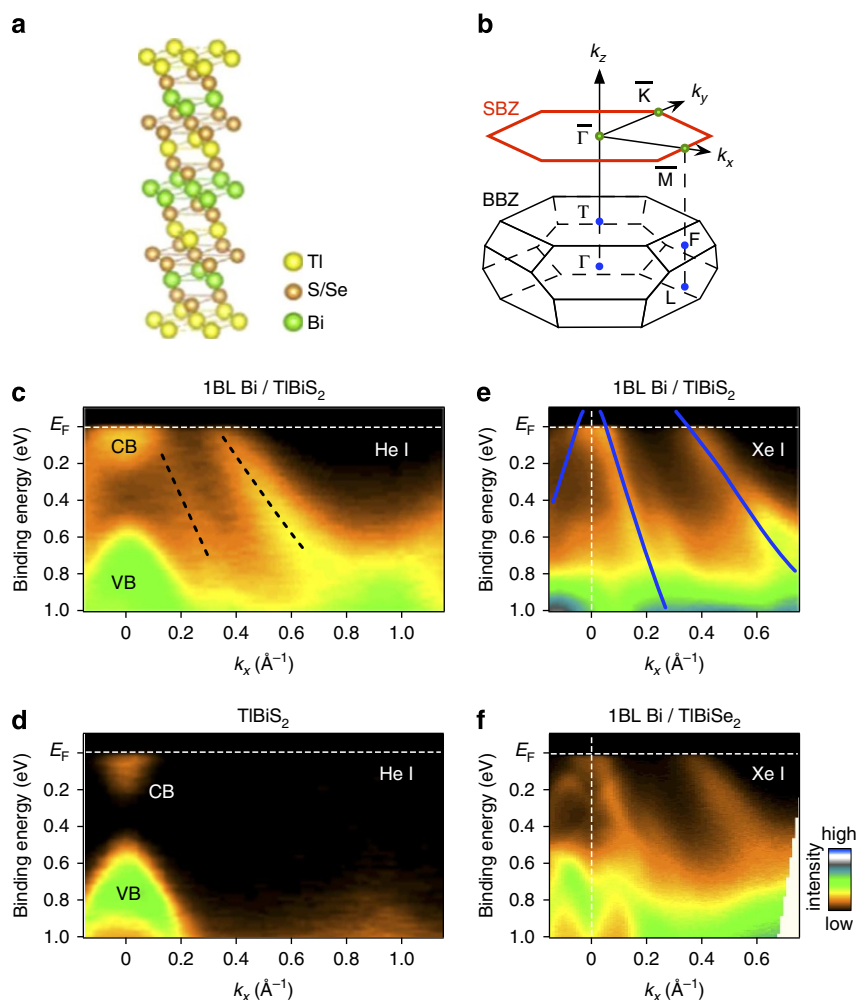 a
Tl
S/Se
Bi
b
k_z
K̅
k_y
SBZ
Γ̅
k_x
M̅
BBZ
T
F
Γ
L
c
1BL Bi / TlBiS₂
E_F
CB
He I
0.2
0.4
0.6
VB
0.8
1.0
Binding energy (eV)
0 0.2 0.4 0.6 0.8 1.0
k_x (Å⁻¹)
e
1BL Bi / TlBiS₂
E_F
Xe I
0.2
0.4
0.6
0.8
1.0
Binding energy (eV)
0 0.2 0.4 0.6
k_x (Å⁻¹)
d
TlBiS₂
E_F
He I
CB
0.2
0.4
0.6
VB
0.8
1.0
Binding energy (eV)
0 0.2 0.4 0.6 0.8 1.0
k_x (Å⁻¹)
f
1BL Bi / TlBiSe₂
E_F
Xe I
0.2
0.4
0.6
0.8
1.0
Binding energy (eV)
0 0.2 0.4 0.6
k_x (Å⁻¹)
high
intensity
low